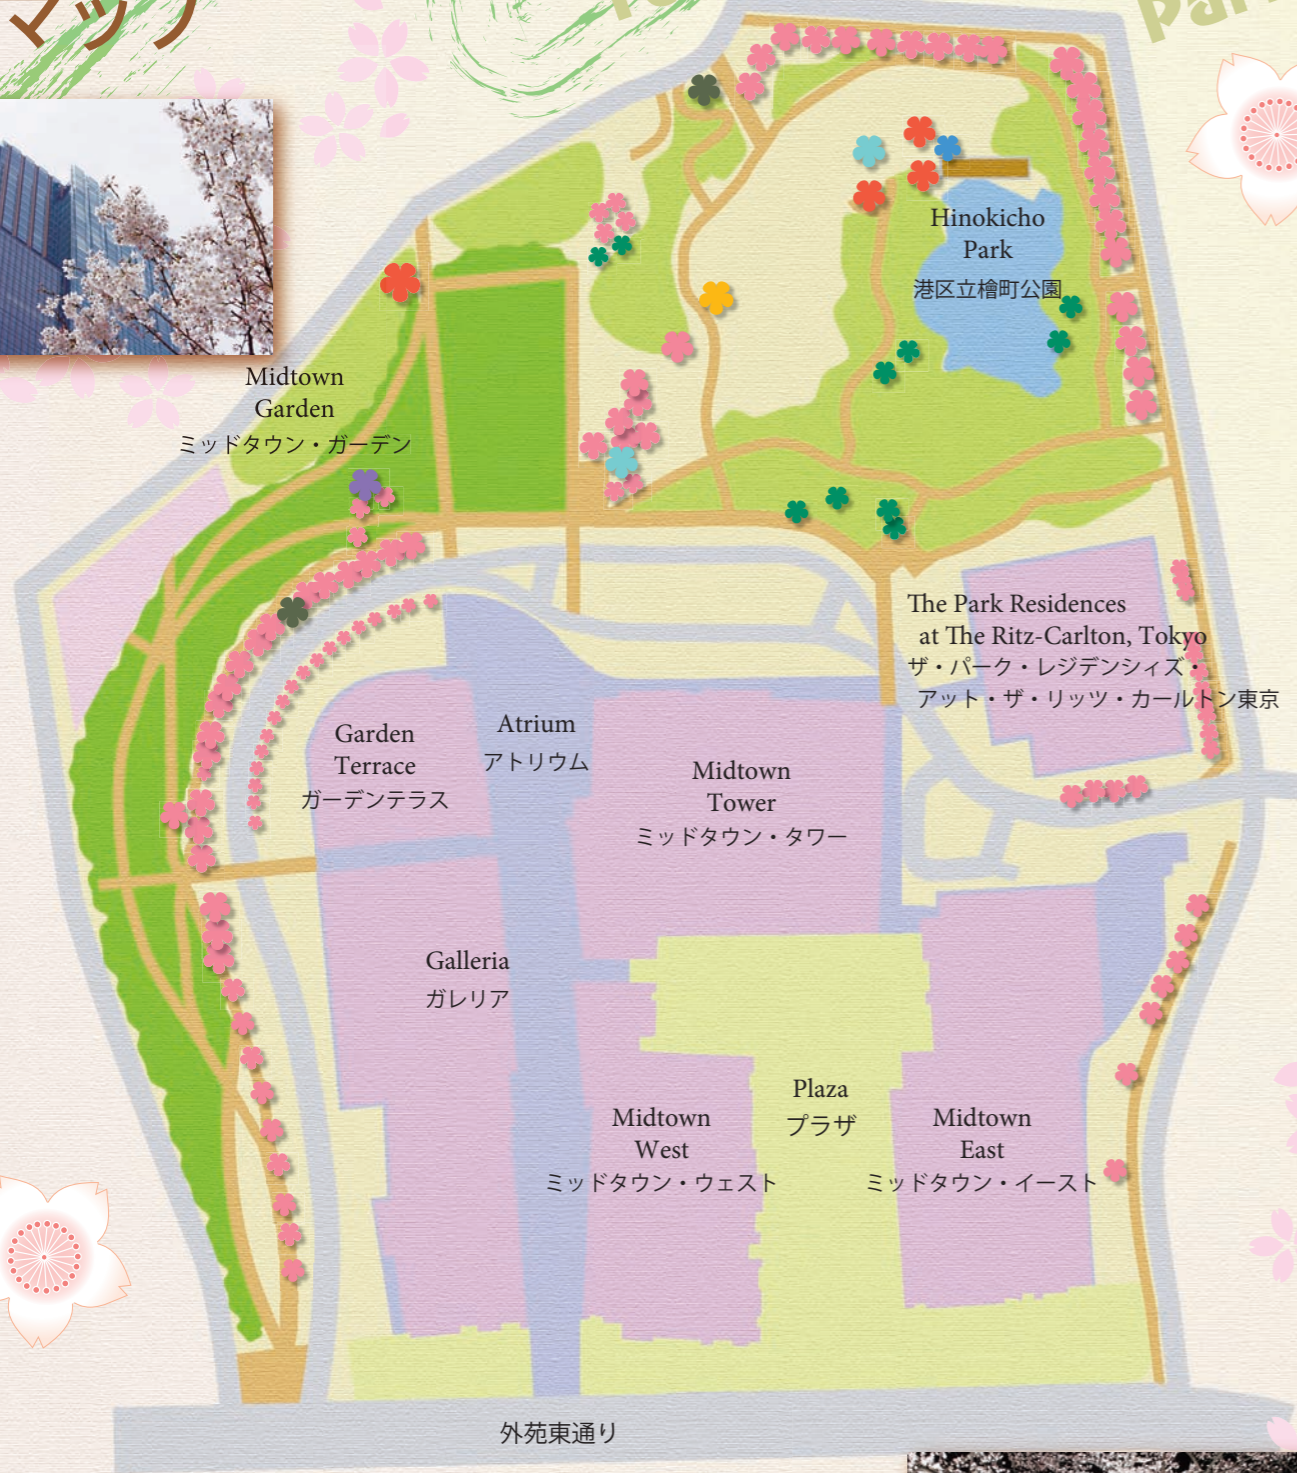 マップ
Hinokicho
Park
港区立檜町公園
Midtown
Garden
ミッドタウン・ガーデン
The Park Residences
at The Ritz-Carlton, Tokyo
ザ・パーク・レジデンシィズ・
アット・ザ・リッツ・カールトン東京
Garden
Terrace
ガーデンテラス
Atrium
アトリウム
Midtown
Tower
ミッドタウン・タワー
Galleria
ガレリア
Midtown
West
ミッドタウン・ウェスト
Plaza
プラザ
Midtown
East
ミッドタウン・イースト
外苑東通り